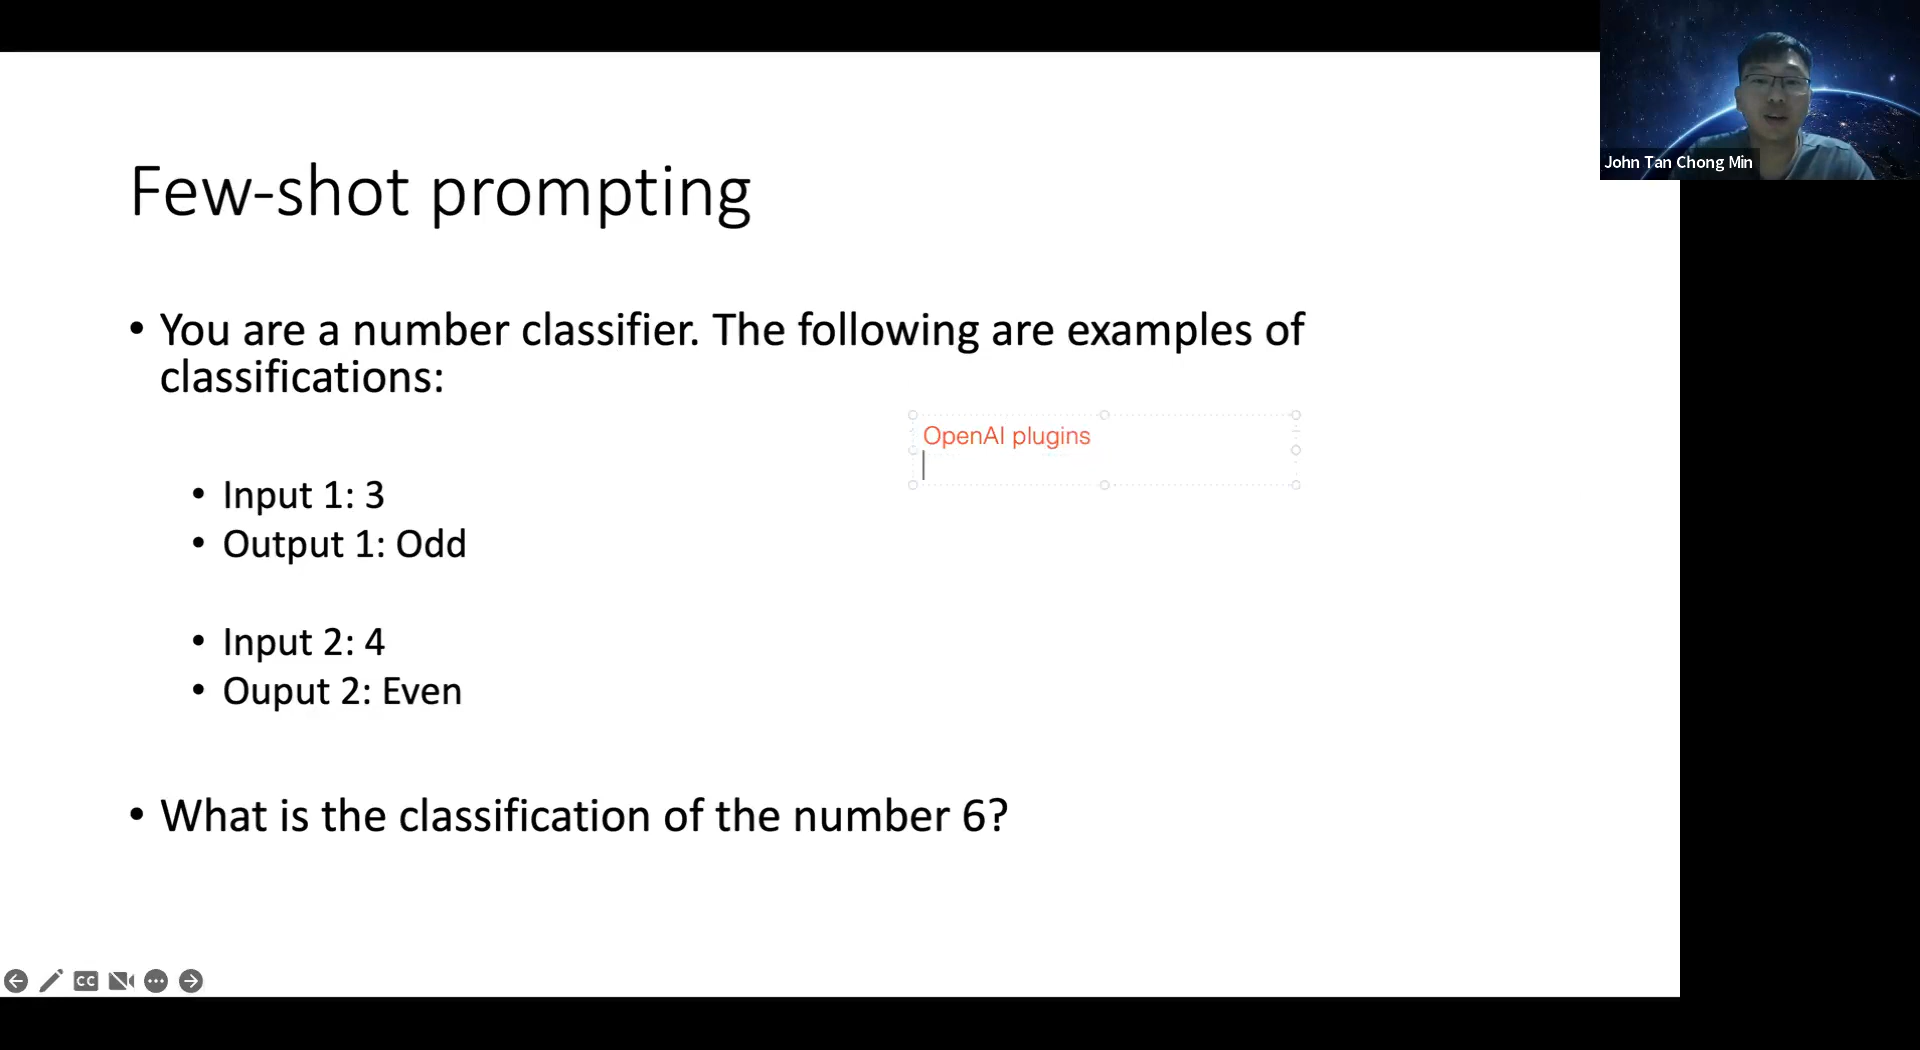 John Tan Chong Min
Few-shot prompting
• You are a number classifier. The following are examples of
classifications:
OpenAI plugins
• Input 1: 3
• Output 1: Odd
• Input 2: 4
• Ouput 2: Even
• What is the classification of the number 6?
CC